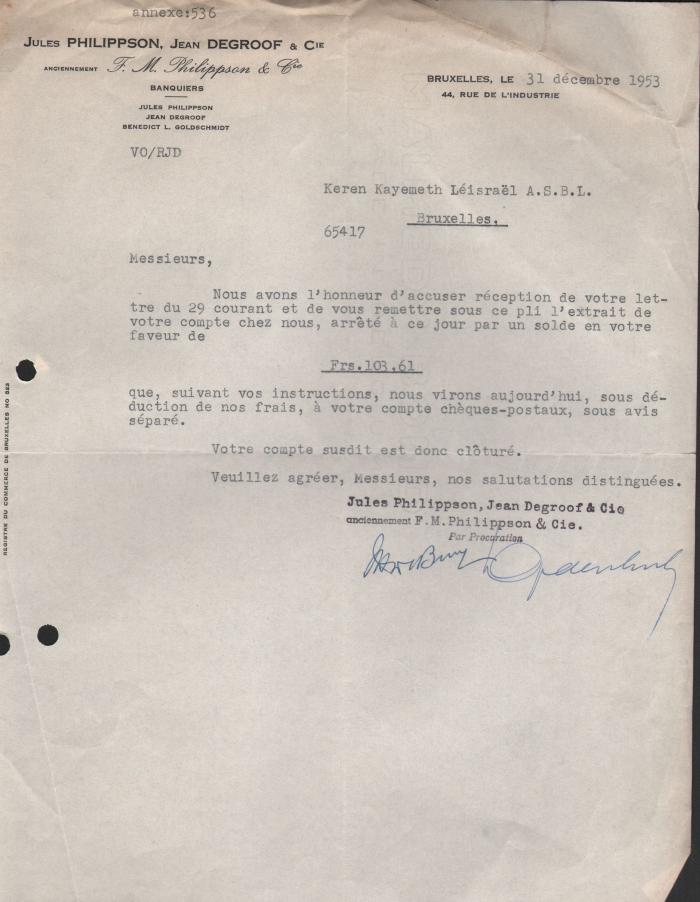 annexe:536
JULES PHILIPPSON, JEAN DEGROOF & CIE
ANCIENNEMENT F. M. Philippson & Cie
BANQUIERS
JULES PHILIPPSON
JEAN DEGROOF
BENEDICT L. GOLDSCHMIDT
BRUXELLES, LE 31 décembre 1953
44, RUE DE L'INDUSTRIE
VO/RJD
Keren Kayemeth Léisraël A.S.B.L.
Bruxelles.
65417
Messieurs,
Nous avons l'honneur d'accuser réception de votre let-
tre du 29 courant et de vous remettre sous ce pli l'extrait de
votre compte chez nous, arrêté à ce jour par un solde en votre
faveur de
Frs.103,61
que, suivant vos instructions, nous virons aujourd'hui, sous dé-
duction de nos frais, à votre compte chèques-postaux, sous avis
séparé.
Votre compte susdit est donc clôturé.
Veuillez agréer, Messieurs, nos salutations distinguées.
Jules Philippson, Jean Degroof & Cie
anciennement F.M. Philippson & Cie.
Par Procuration
REGISTRE DU COMMERCE DE BRUXELLES NO 823